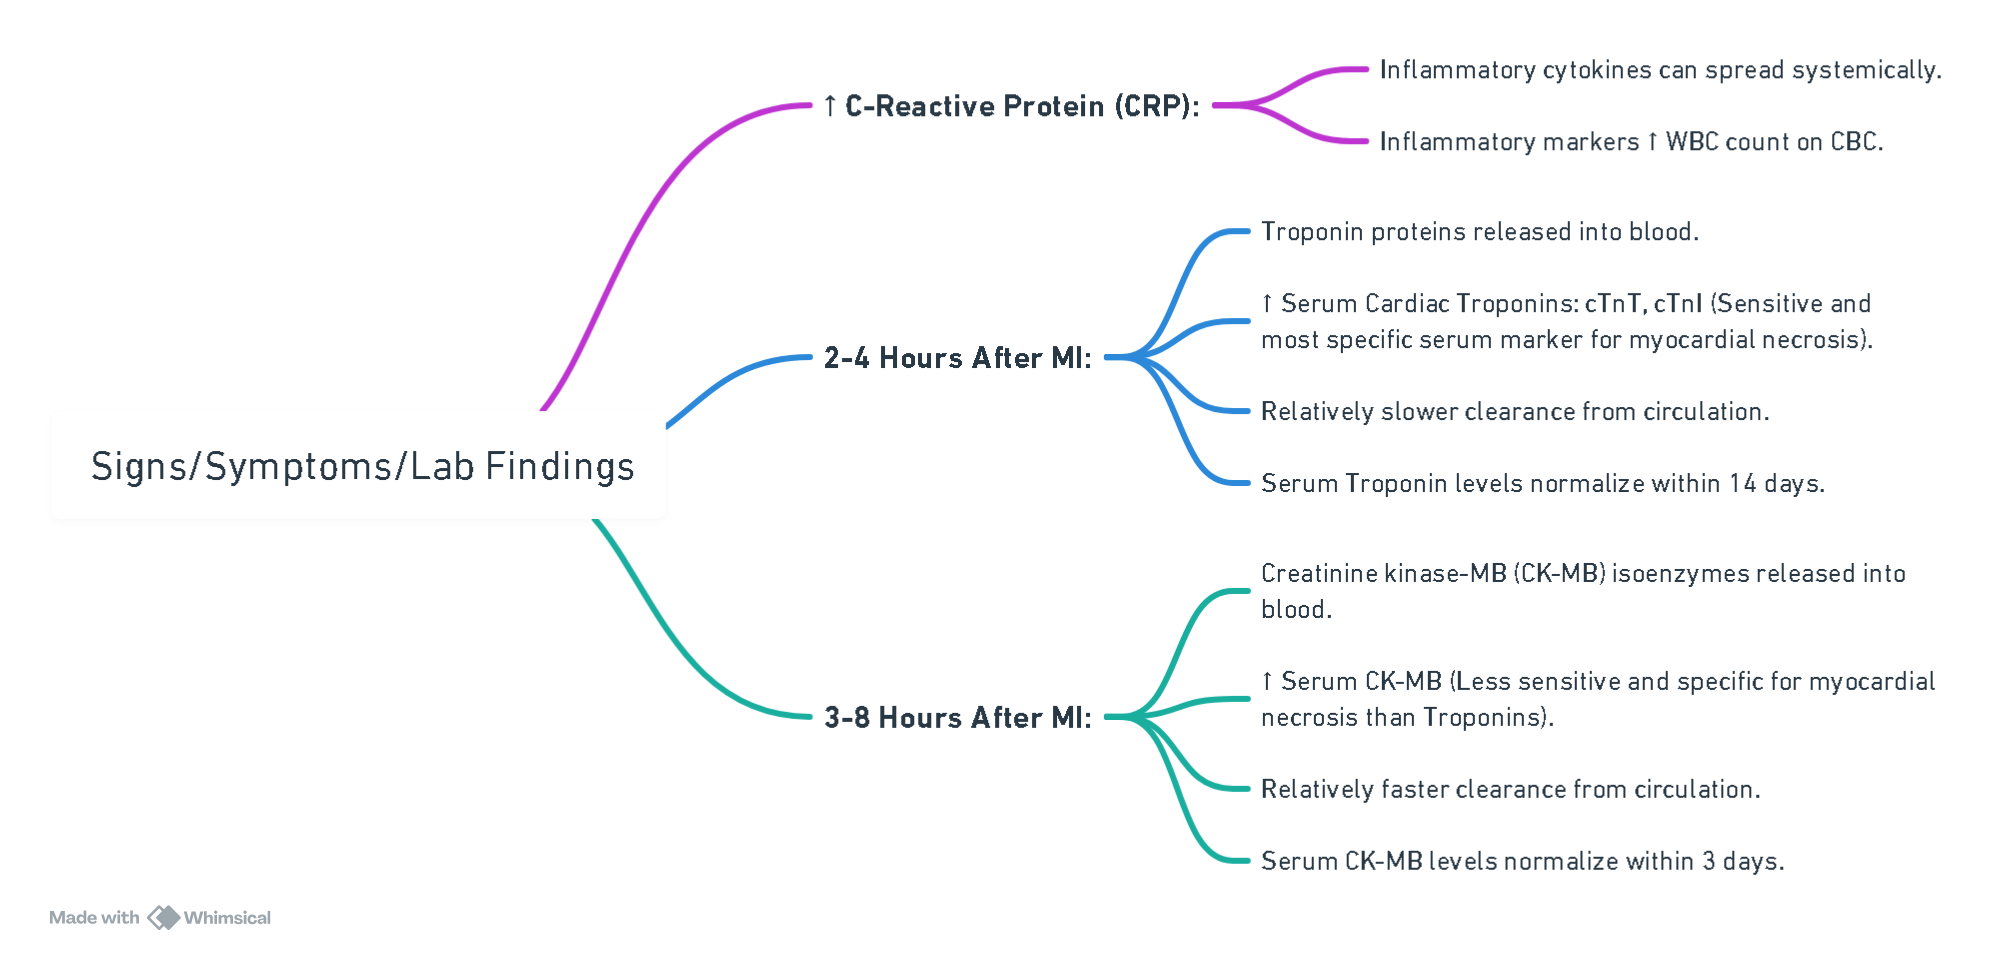 ↑ C-Reactive Protein (CRP):
Inflammatory cytokines can spread systemically.
Inflammatory markers ↑ WBC count on CBC.
Signs/Symptoms/Lab Findings
2-4 Hours After MI:
Troponin proteins released into blood.
↑ Serum Cardiac Troponins: cTnT, cTnI (Sensitive and
most specific serum marker for myocardial necrosis).
Relatively slower clearance from circulation.
Serum Troponin levels normalize within 14 days.
3-8 Hours After MI:
Creatinine kinase-MB (CK-MB) isoenzymes released into
blood.
↑ Serum CK-MB (Less sensitive and specific for myocardial
necrosis than Troponins).
Relatively faster clearance from circulation.
Serum CK-MB levels normalize within 3 days.
Made with Whimsical